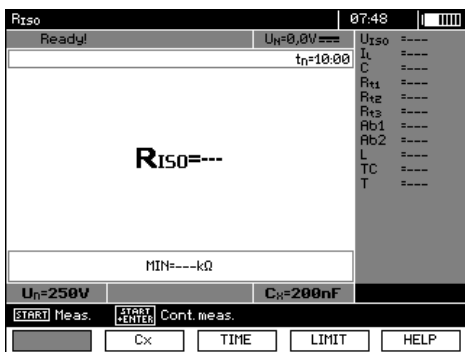 RISO 07:48
Ready! UN=0,0V
tn=10:00
RISO=---
MIN=---kΩ
Un=250V Cx=200nF
UISO =---
IL =---
C =---
Rt1 =---
Rt2 =---
Rt3 =---
Ab1 =---
Ab2 =---
L =---
TC =---
T =---
START Meas. START +ENTER Cont. meas.
Cx TIME LIMIT HELP